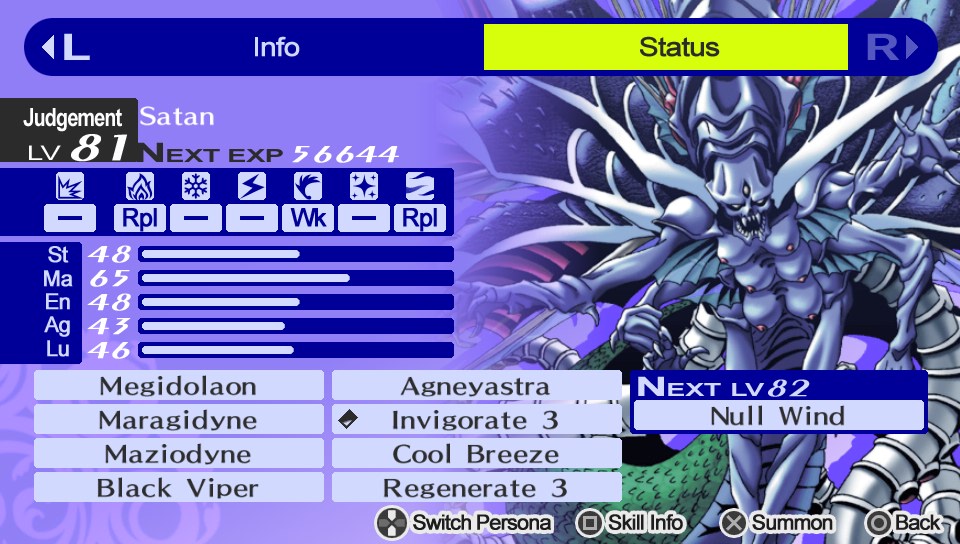 L Info Status R
Judgement Satan
LV 81 NEXT EXP 56644
— Rpl — — Wk — Rpl
St 48
Ma 65
En 48
Ag 43
Lu 46
Megidolaon Agneyastra NEXT LV82
Maragidyne Invigorate 3 Null Wind
Maziodyne Cool Breeze
Black Viper Regenerate 3
Switch Persona Skill Info Summon Back